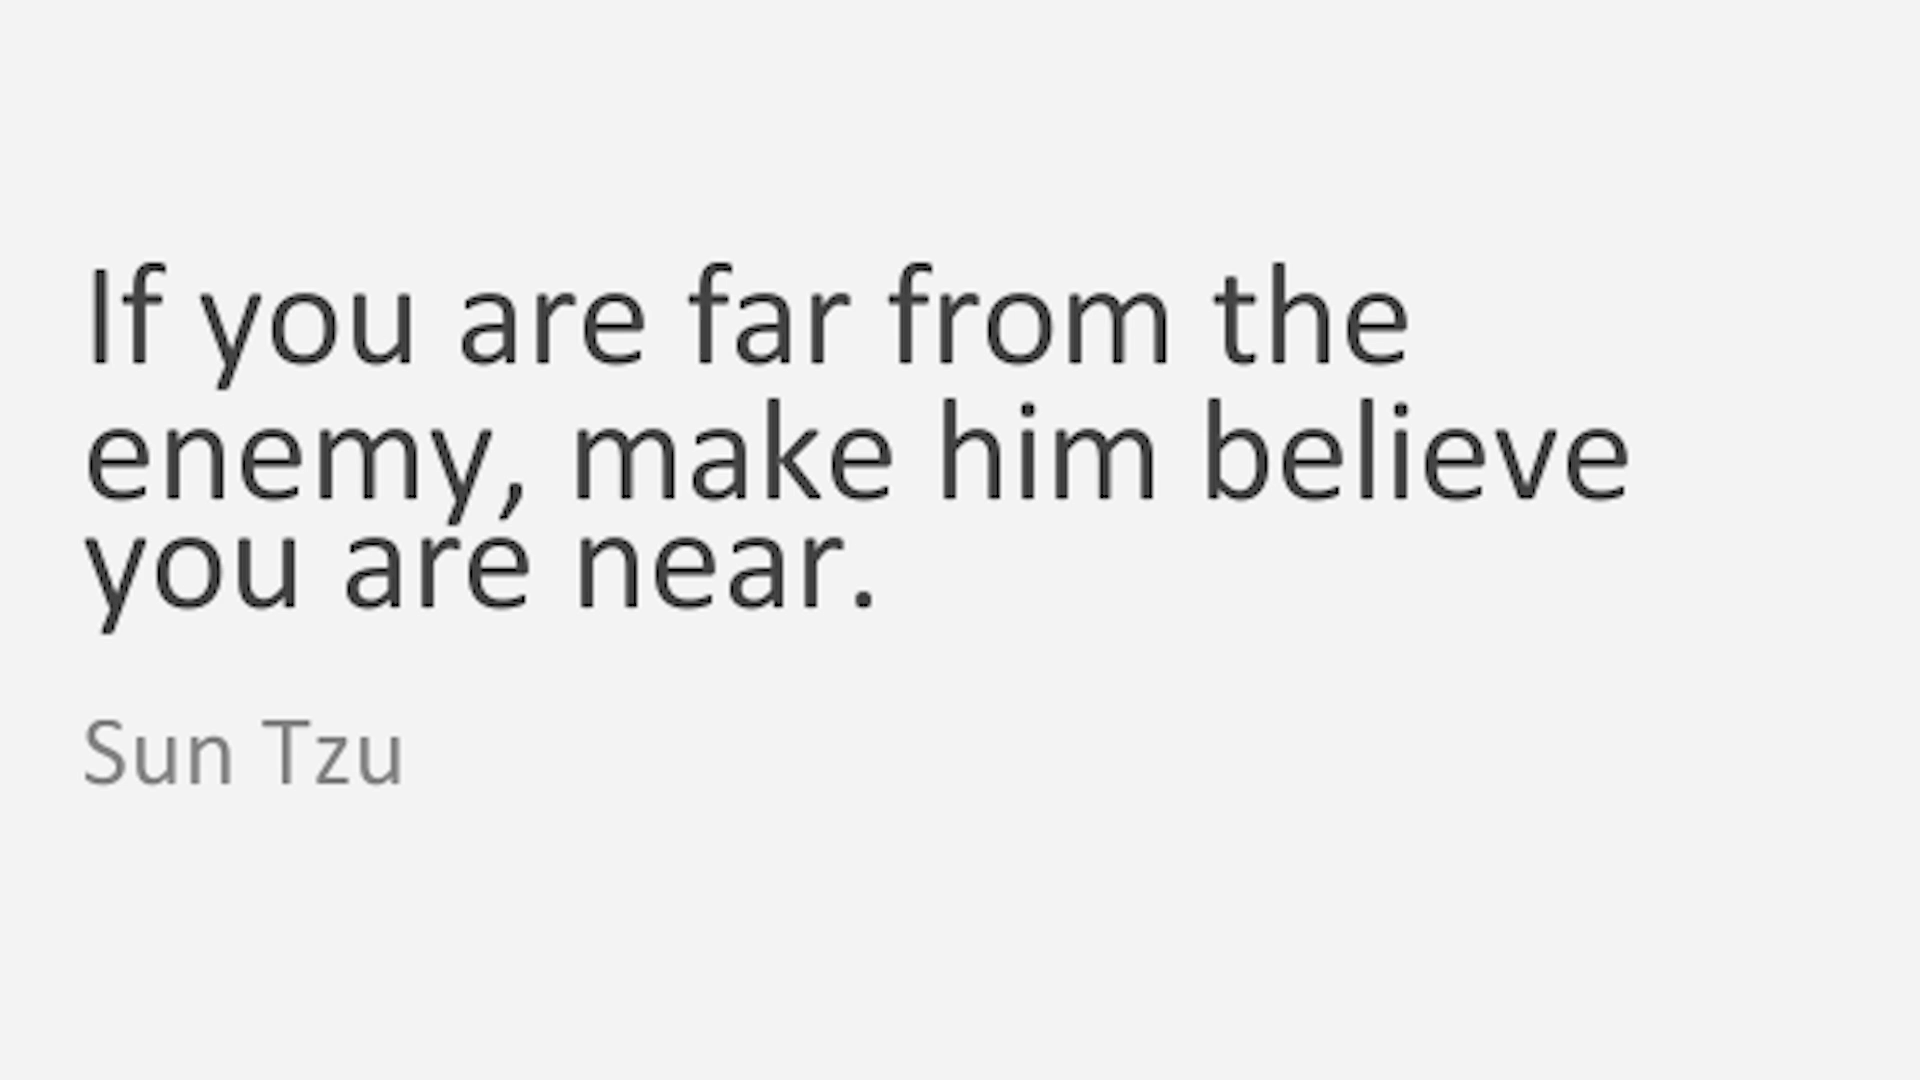 If you are far from the
enemy, make him believe
you are near.
Sun Tzu